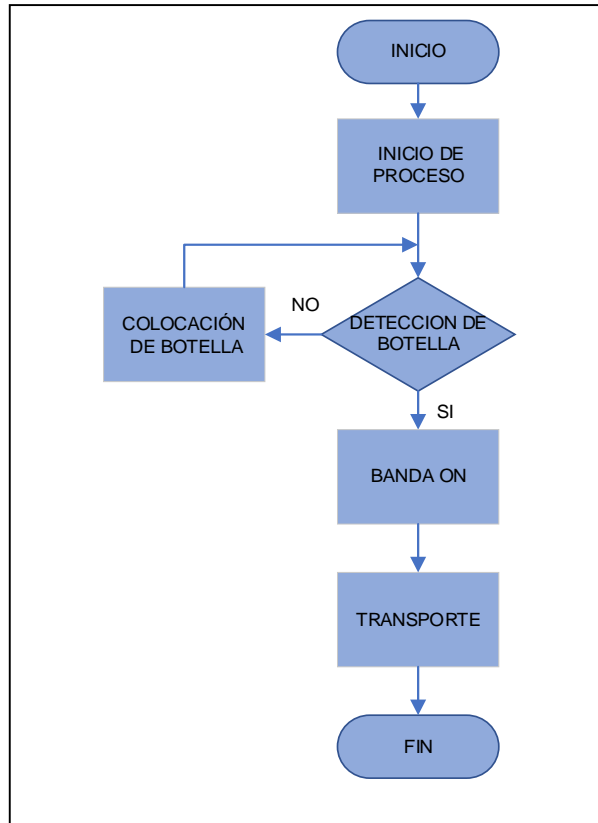 INICIO
INICIO DE
PROCESO
NO
COLOCACIÓN
DE BOTELLA
DETECCION DE
BOTELLA
SI
BANDA ON
TRANSPORTE
FIN